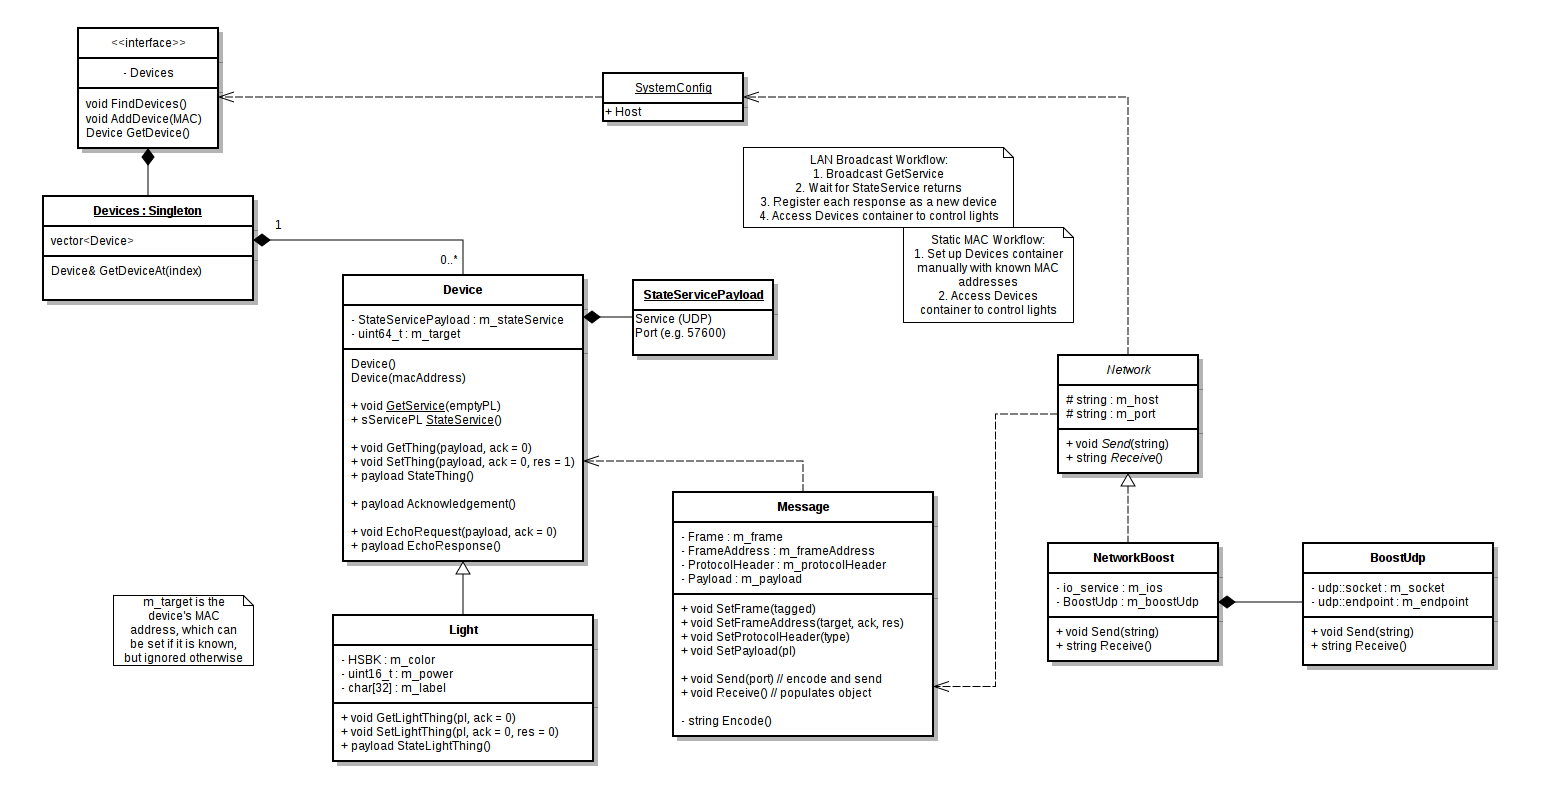 <<interface>>
- Devices
void FindDevices()
void AddDevice(MAC)
Device GetDevice()
SystemConfig
+ Host
LAN Broadcast Workflow:
1. Broadcast GetService
2. Wait for StateService returns
3. Register each response as a new device
4. Access Devices container to control lights
Static MAC Workflow:
1. Set up Devices container
manually with known MAC
addresses
2. Access Devices
container to control lights
Devices : Singleton
vector<Device>
Device& GetDeviceAt(index)
1
0..*
Device
- StateServicePayload : m_stateService
- uint64_t : m_target
Device()
Device(macAddress)
+ void GetService(emptyPL)
+ sServicePL StateService()
+ void GetThing(payload, ack = 0)
+ void SetThing(payload, ack = 0, res = 1)
+ payload StateThing()
+ payload Acknowledgement()
+ void EchoRequest(payload, ack = 0)
+ payload EchoResponse()
StateServicePayload
Service (UDP)
Port (e.g. 57600)
Network
# string : m_host
# string : m_port
+ void Send(string)
+ string Receive()
Message
- Frame : m_frame
- FrameAddress : m_frameAddress
- ProtocolHeader : m_protocolHeader
- Payload : m_payload
+ void SetFrame(tagged)
+ void SetFrameAddress(target, ack, res)
+ void SetProtocolHeader(type)
+ void SetPayload(pl)
+ void Send(port) // encode and send
+ void Receive() // populates object
- string Encode()
NetworkBoost
- io_service : m_ios
- BoostUdp : m_boostUdp
+ void Send(string)
+ string Receive()
BoostUdp
- udp::socket : m_socket
- udp::endpoint : m_endpoint
+ void Send(string)
+ string Receive()
m_target is the
device's MAC
address, which can
be set if it is known,
but ignored otherwise
Light
- HSBK : m_color
- uint16_t : m_power
- char[32] : m_label
+ void GetLightThing(pl, ack = 0)
+ void SetLightThing(pl, ack = 0, res = 0)
+ payload StateLightThing()